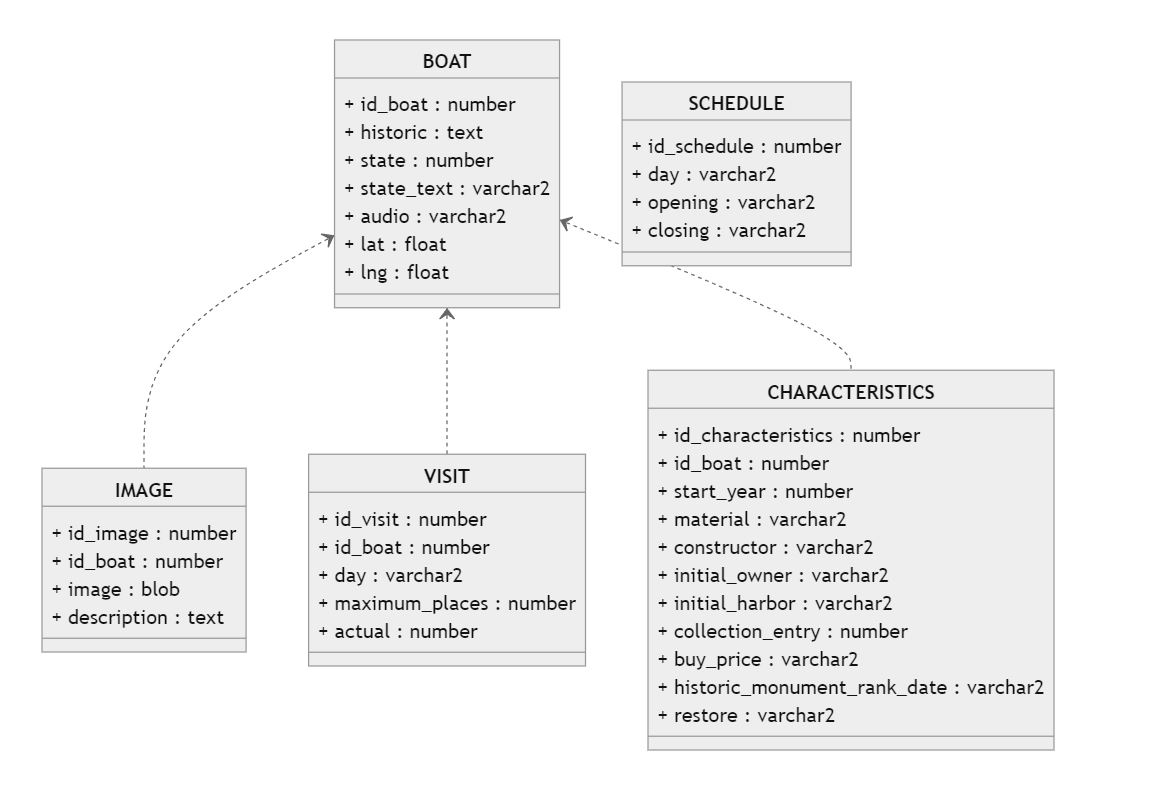 BOAT
+ id_boat : number
+ historic : text
+ state : number
+ state_text : varchar2
+ audio : varchar2
+ lat : float
+ lng : float
SCHEDULE
+ id_schedule : number
+ day : varchar2
+ opening : varchar2
+ closing : varchar2
IMAGE
+ id_image : number
+ id_boat : number
+ image : blob
+ description : text
VISIT
+ id_visit : number
+ id_boat : number
+ day : varchar2
+ maximum_places : number
+ actual : number
CHARACTERISTICS
+ id_characteristics : number
+ id_boat : number
+ start_year : number
+ material : varchar2
+ constructor : varchar2
+ initial_owner : varchar2
+ initial_harbor : varchar2
+ collection_entry : number
+ buy_price : varchar2
+ historic_monument_rank_date : varchar2
+ restore : varchar2